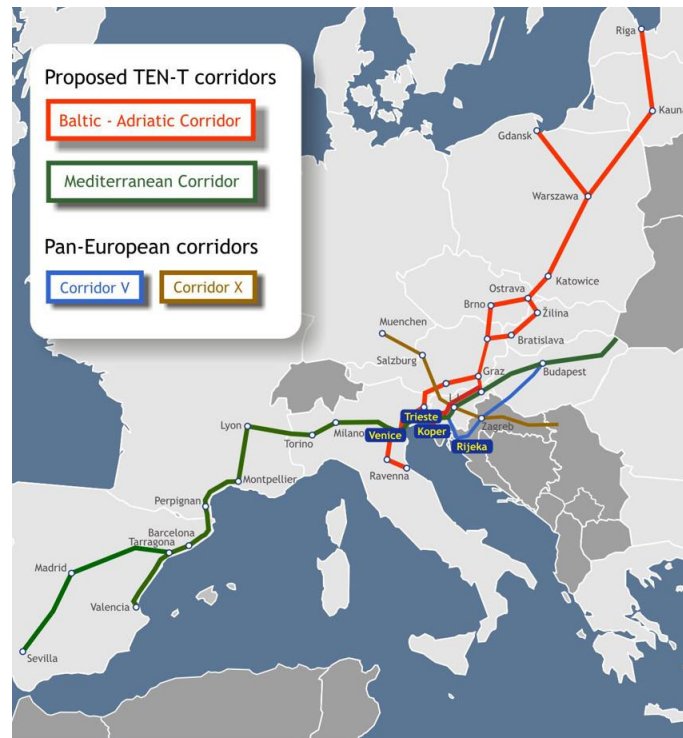 Proposed TEN-T corridors
Baltic - Adriatic Corridor
Mediterranean Corridor
Pan-European corridors
Corridor V
Corridor X
Riga
Kauna
Gdansk
Warszawa
Katowice
Ostrava
Brno
Žilina
Bratislava
Muenchen
Salzburg
Graz
Budapest
Trieste
Koper
Venice
Zagreb
Rijeka
Lyon
Milano
Torino
Ravenna
Montpellier
Perpignan
Barcelona
Tarragona
Madrid
Valencia
Sevilla